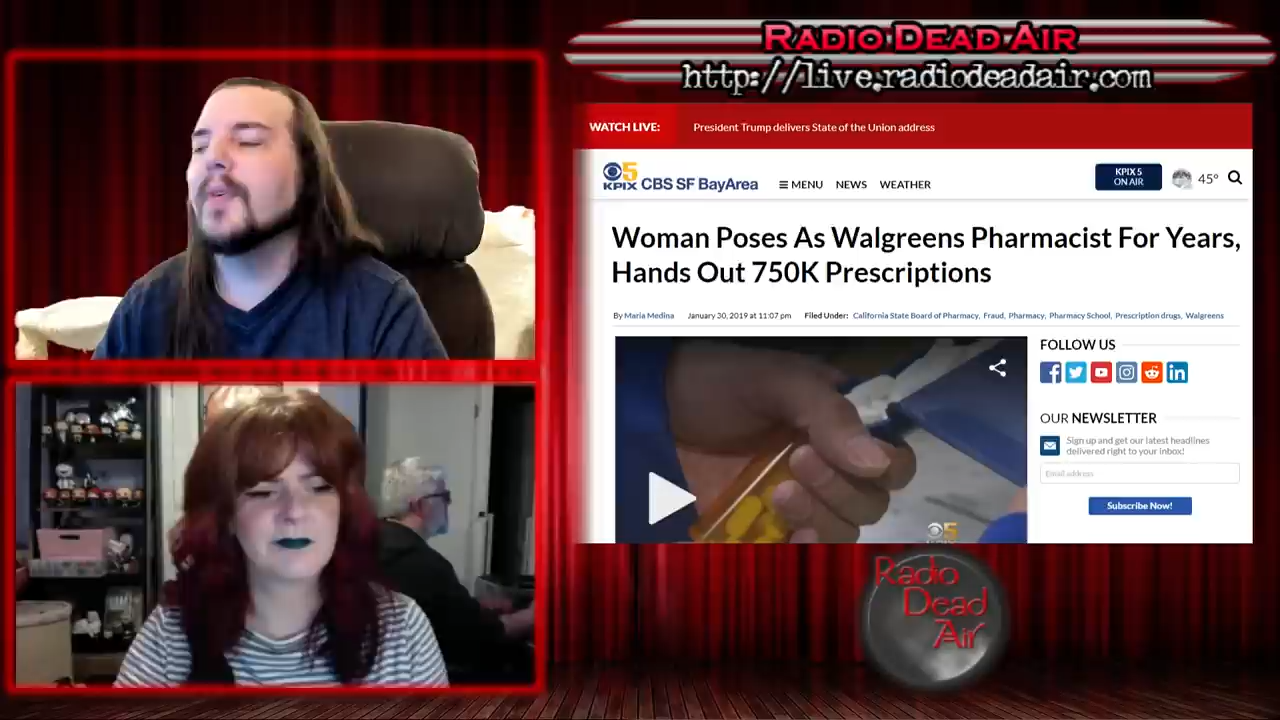 Radio Dead Air
http://live.radiodeadair.com
WATCH LIVE: President Trump delivers State of the Union address
5
KPIX CBS SF BayArea
☰ MENU NEWS WEATHER
KPIX 5
ON AIR
45°
Woman Poses As Walgreens Pharmacist For Years,
Hands Out 750K Prescriptions
By Maria Medina January 30, 2019 at 11:07 pm Filed Under: California State Board of Pharmacy, Fraud, Pharmacy, Pharmacy School, Prescription drugs, Walgreens
FOLLOW US
OUR NEWSLETTER
Sign up and get our latest headlines
delivered right to your inbox!
Email address
Subscribe Now!
5
Radio
Dead
Air